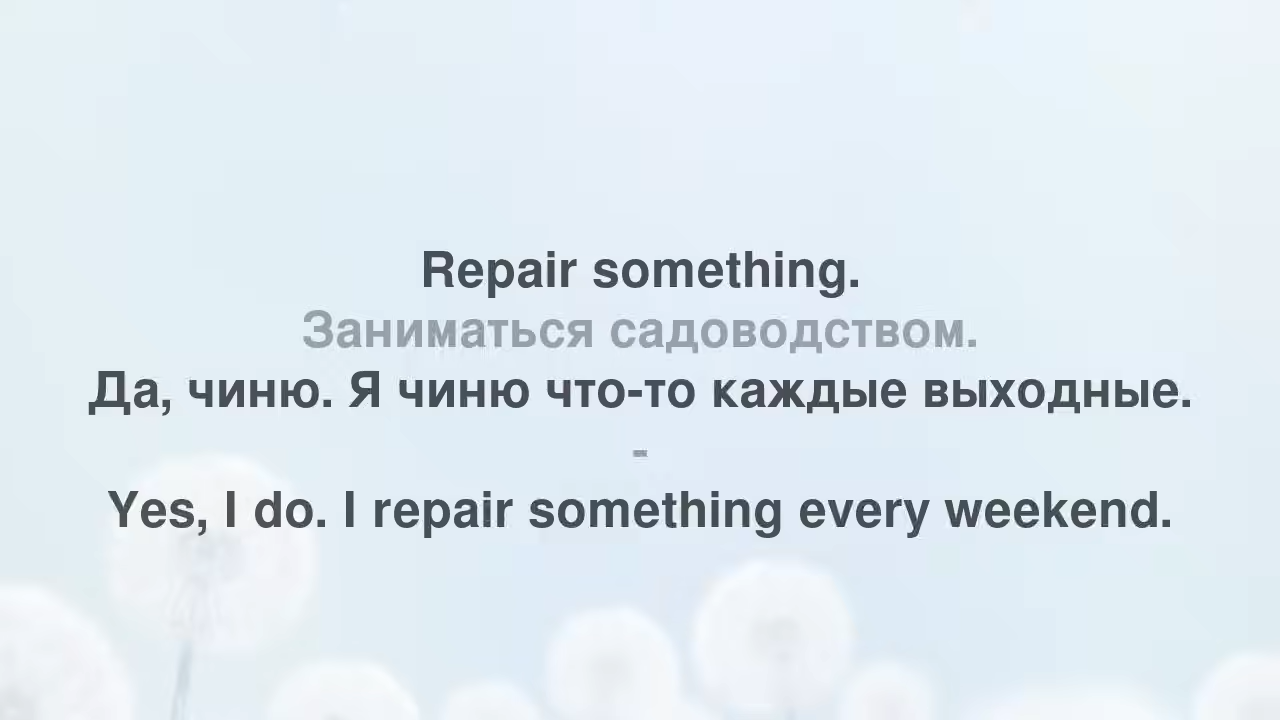 Repair something.
Заниматься садоводством.
Да, чиню. Я чиню что-то каждые выходные.
-
Yes, I do. I repair something every weekend.